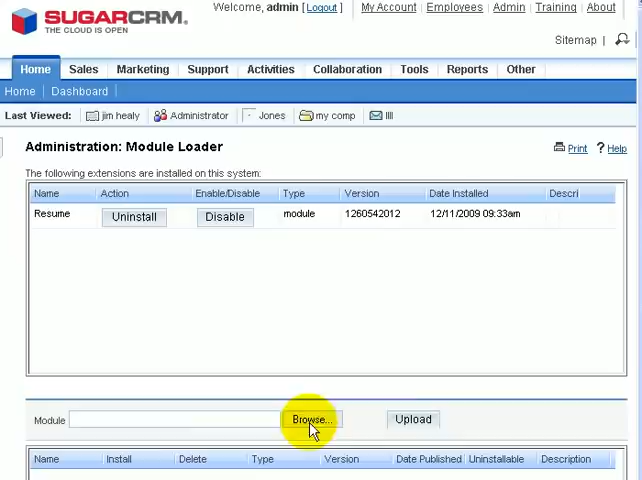 Welcome, admin [ Logout ] My Account Employees Admin Training About
SUGARCRM.
THE CLOUD IS OPEN
Sitemap
Home Sales Marketing Support Activities Collaboration Tools Reports Other
Home Dashboard
Last Viewed: jim healy Administrator Jones my comp llll
Administration: Module Loader Print ? Help
The following extensions are installed on this system:
Name Action Enable/Disable Type Version Date Installed Descri
Resume Uninstall Disable module 1260542012 12/11/2009 09:33am
Module Browse... Upload
Name Install Delete Type Version Date Published Uninstallable Description